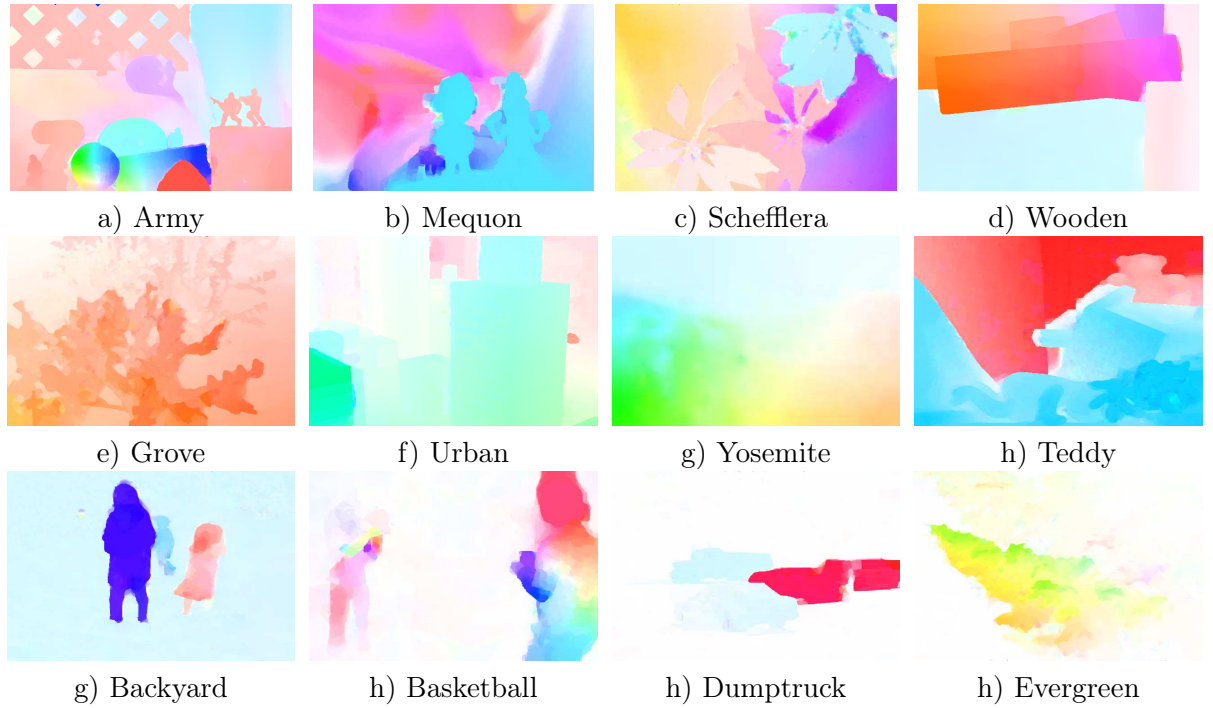 a) Army
b) Mequon
c) Schefflera
d) Wooden
e) Grove
f) Urban
g) Yosemite
h) Teddy
g) Backyard
h) Basketball
h) Dumptruck
h) Evergreen